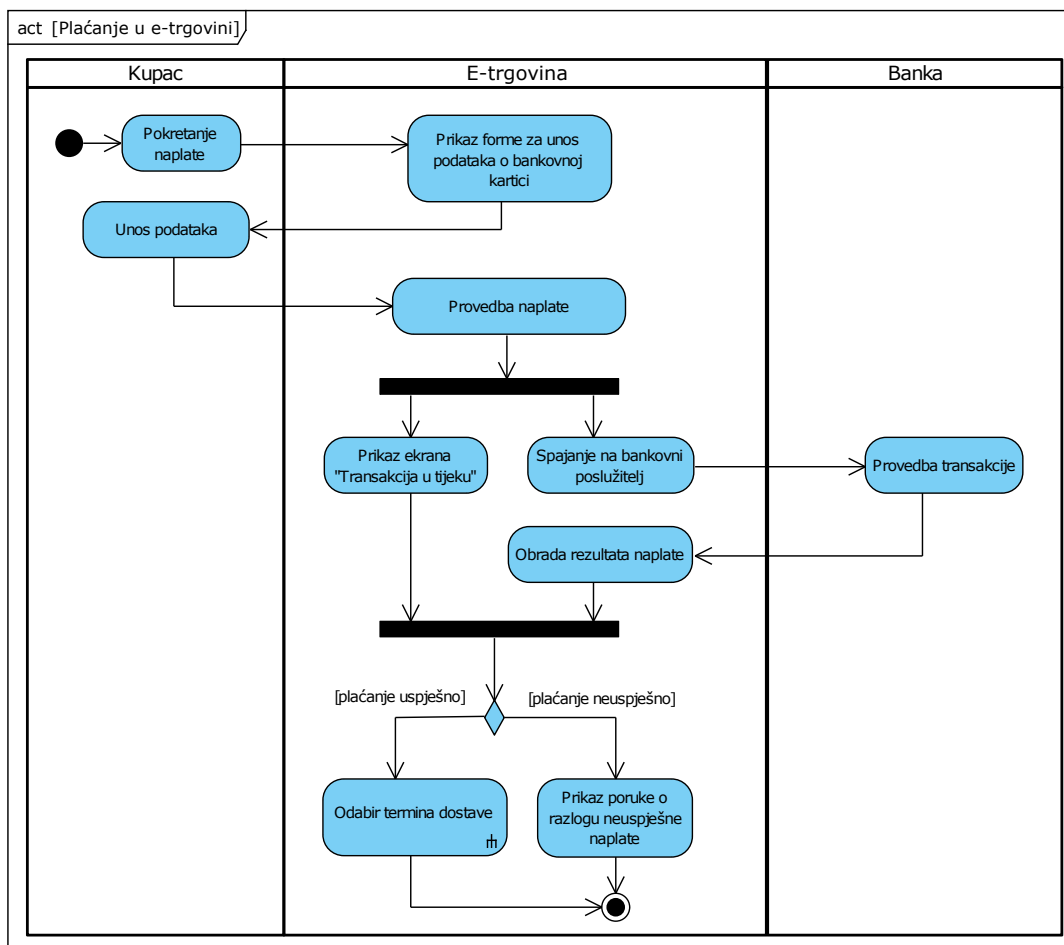 act [Plaćanje u e-trgovini]
Kupac
E-trgovina
Banka
Pokretanje
naplate
Prikaz forme za unos
podataka o bankovnoj
kartici
Unos podataka
Provedba naplate
Prikaz ekrana
"Transakcija u tijeku"
Spajanje na bankovni
poslužitelj
Provedba transakcije
Obrada rezultata naplate
[plaćanje uspješno]
[plaćanje neuspješno]
Odabir termina dostave
Prikaz poruke o
razlogu neuspješne
naplate